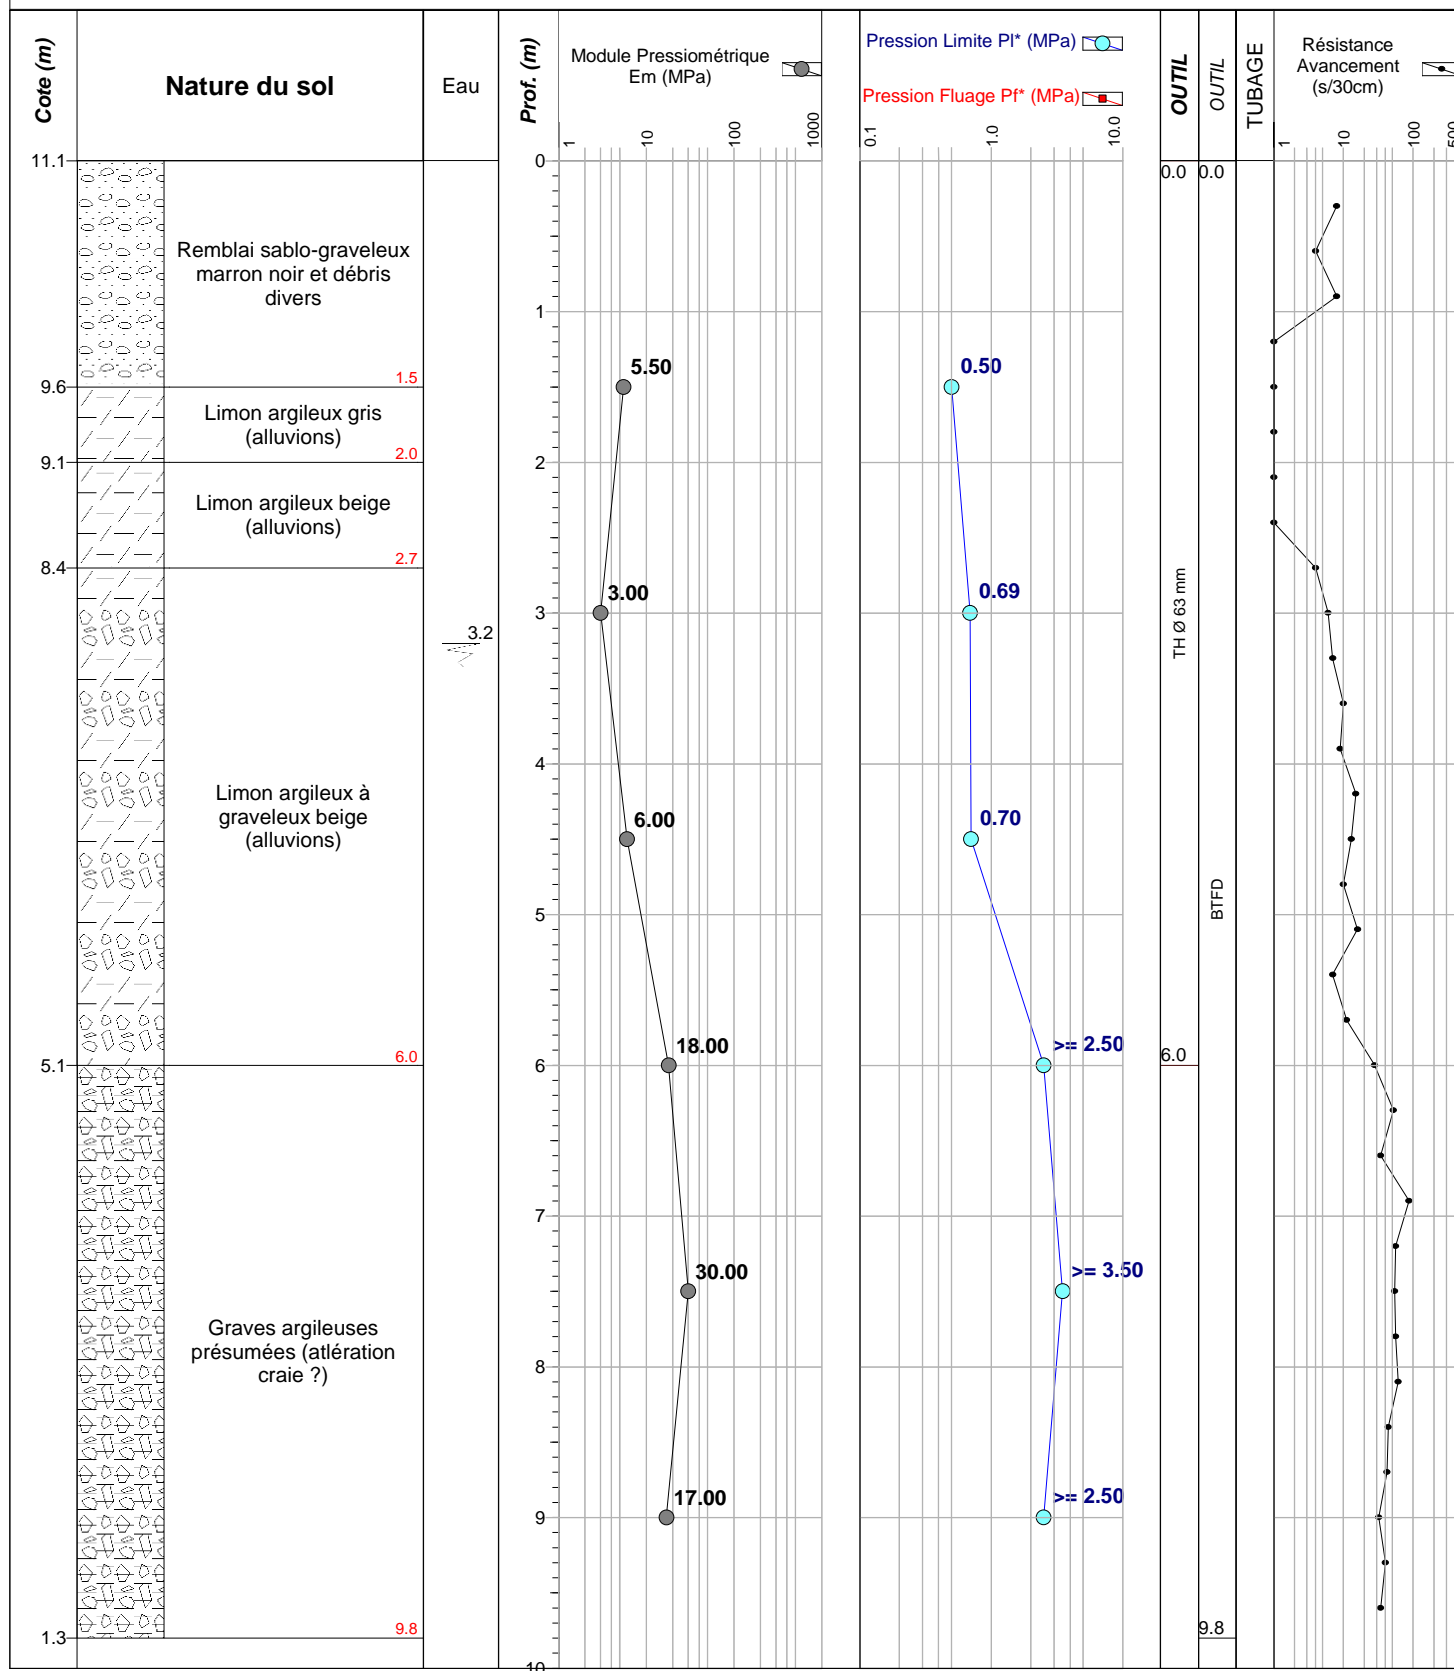 Cote (m)
Nature du sol
Eau
Prof. (m)
Module Pressiométrique
Em (MPa)
1
10
100
1000
Pression Limite Pl* (MPa)
Pression Fluage Pf* (MPa)
0.1
1.0
10.0
OUTIL
OUTIL
TUBAGE
Résistance
Avancement
(s/30cm)
1
10
100
500
11.1
Remblai sablo-graveleux
marron noir et débris
divers
1.5
9.6
Limon argileux gris
(alluvions)
2.0
9.1
Limon argileux beige
(alluvions)
2.7
8.4
Limon argileux à
graveleux beige
(alluvions)
6.0
5.1
Graves argileuses
présumées (atlération
craie ?)
9.8
1.3
3.2
0
1
2
3
4
5
6
7
8
9
10
5.50
3.00
6.00
18.00
30.00
17.00
0.50
0.69
0.70
>= 2.50
>= 3.50
>= 2.50
0.0
TH Ø 63 mm
6.0
0.0
BTFD
9.8